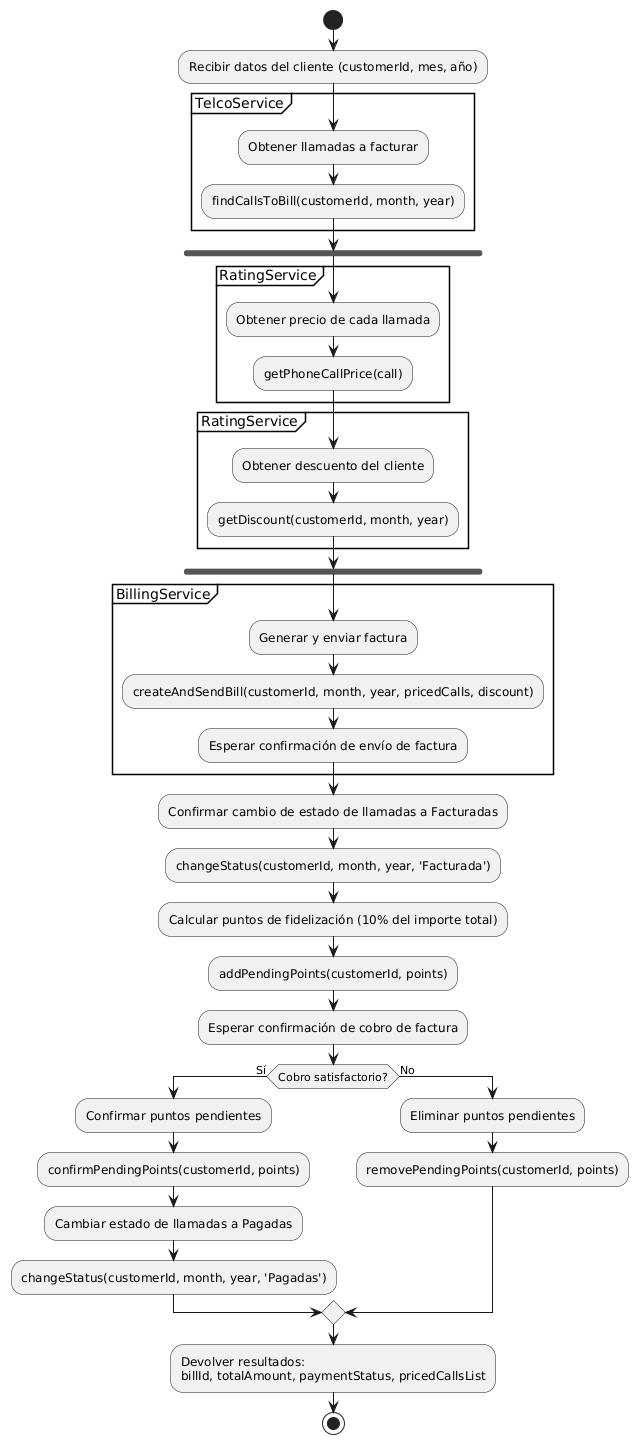 Recibir datos del cliente (customerId, mes, año)
TelcoService
Obtener llamadas a facturar
findCallsToBill(customerId, month, year)
RatingService
Obtener precio de cada llamada
getPhoneCallPrice(call)
RatingService
Obtener descuento del cliente
getDiscount(customerId, month, year)
BillingService
Generar y enviar factura
createAndSendBill(customerId, month, year, pricedCalls, discount)
Esperar confirmación de envío de factura
Confirmar cambio de estado de llamadas a Facturadas
changeStatus(customerId, month, year, 'Facturada')
Calcular puntos de fidelización (10% del importe total)
addPendingPoints(customerId, points)
Esperar confirmación de cobro de factura
Sí
Cobro satisfactorio?
No
Confirmar puntos pendientes
Eliminar puntos pendientes
confirmPendingPoints(customerId, points)
removePendingPoints(customerId, points)
Cambiar estado de llamadas a Pagadas
changeStatus(customerId, month, year, 'Pagadas')
Devolver resultados:
billId, totalAmount, paymentStatus, pricedCallsList